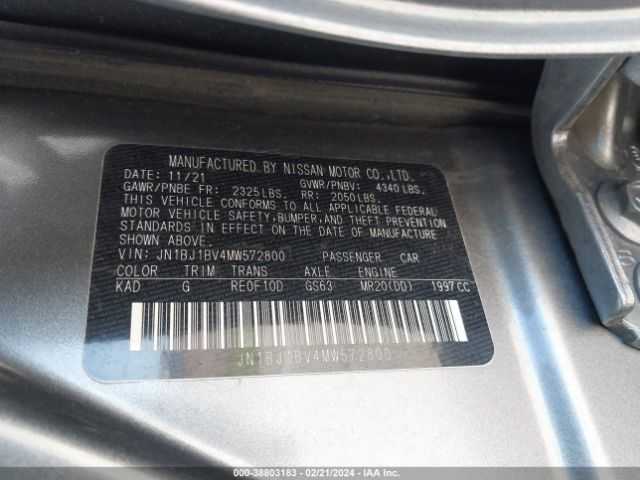 MANUFACTURED BY NISSAN MOTOR CO.,LTD.
DATE: 11/21 GVWR/PNBV: 4340 LBS.
GAWR/PNBE FR: 2325LBS. RR: 2050LBS.
THIS VEHICLE CONFORMS TO ALL APPLICABLE FEDERAL
MOTOR VEHICLE SAFETY, BUMPER, AND THEFT PREVENTION
STANDARDS IN EFFECT ON THE DATE OF MANUFACTURE
SHOWN ABOVE.
VIN: JN1BJ1BV4MW572800 PASSENGER CAR
COLOR TRIM TRANS AXLE ENGINE
KAD G RE0F10D GS63 MR20(DD) 1997CC
JN1BJ1BV4MW572800
000-38803183 - 02/21/2024 - IAA Inc.